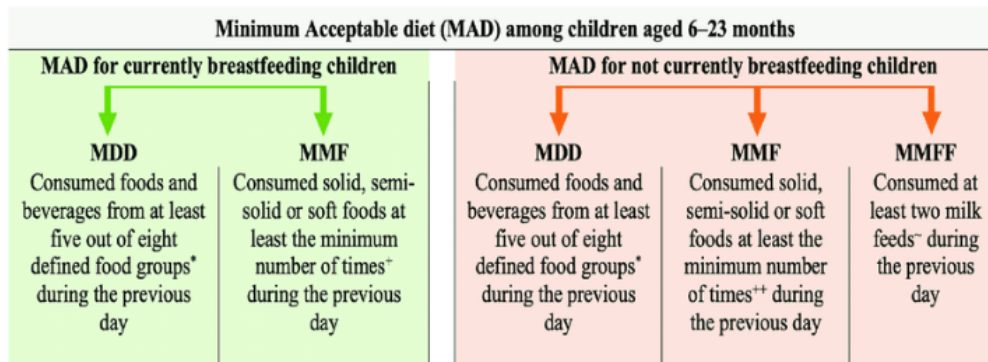 Minimum Acceptable diet (MAD) among children aged 6–23 months
MAD for currently breastfeeding children
MDD
Consumed foods and
beverages from at least
five out of eight
defined food groups*
during the previous
day
MMF
Consumed solid, semi-
solid or soft foods at
least the minimum
number of times+
during the previous
day
MAD for not currently breastfeeding children
MDD
Consumed foods and
beverages from at least
five out of eight
defined food groups*
during the previous
day
MMF
Consumed solid,
semi-solid or soft
foods at least the
minimum number
of times++ during
the previous day
MMFF
Consumed at
least two milk
feeds~ during
the previous
day